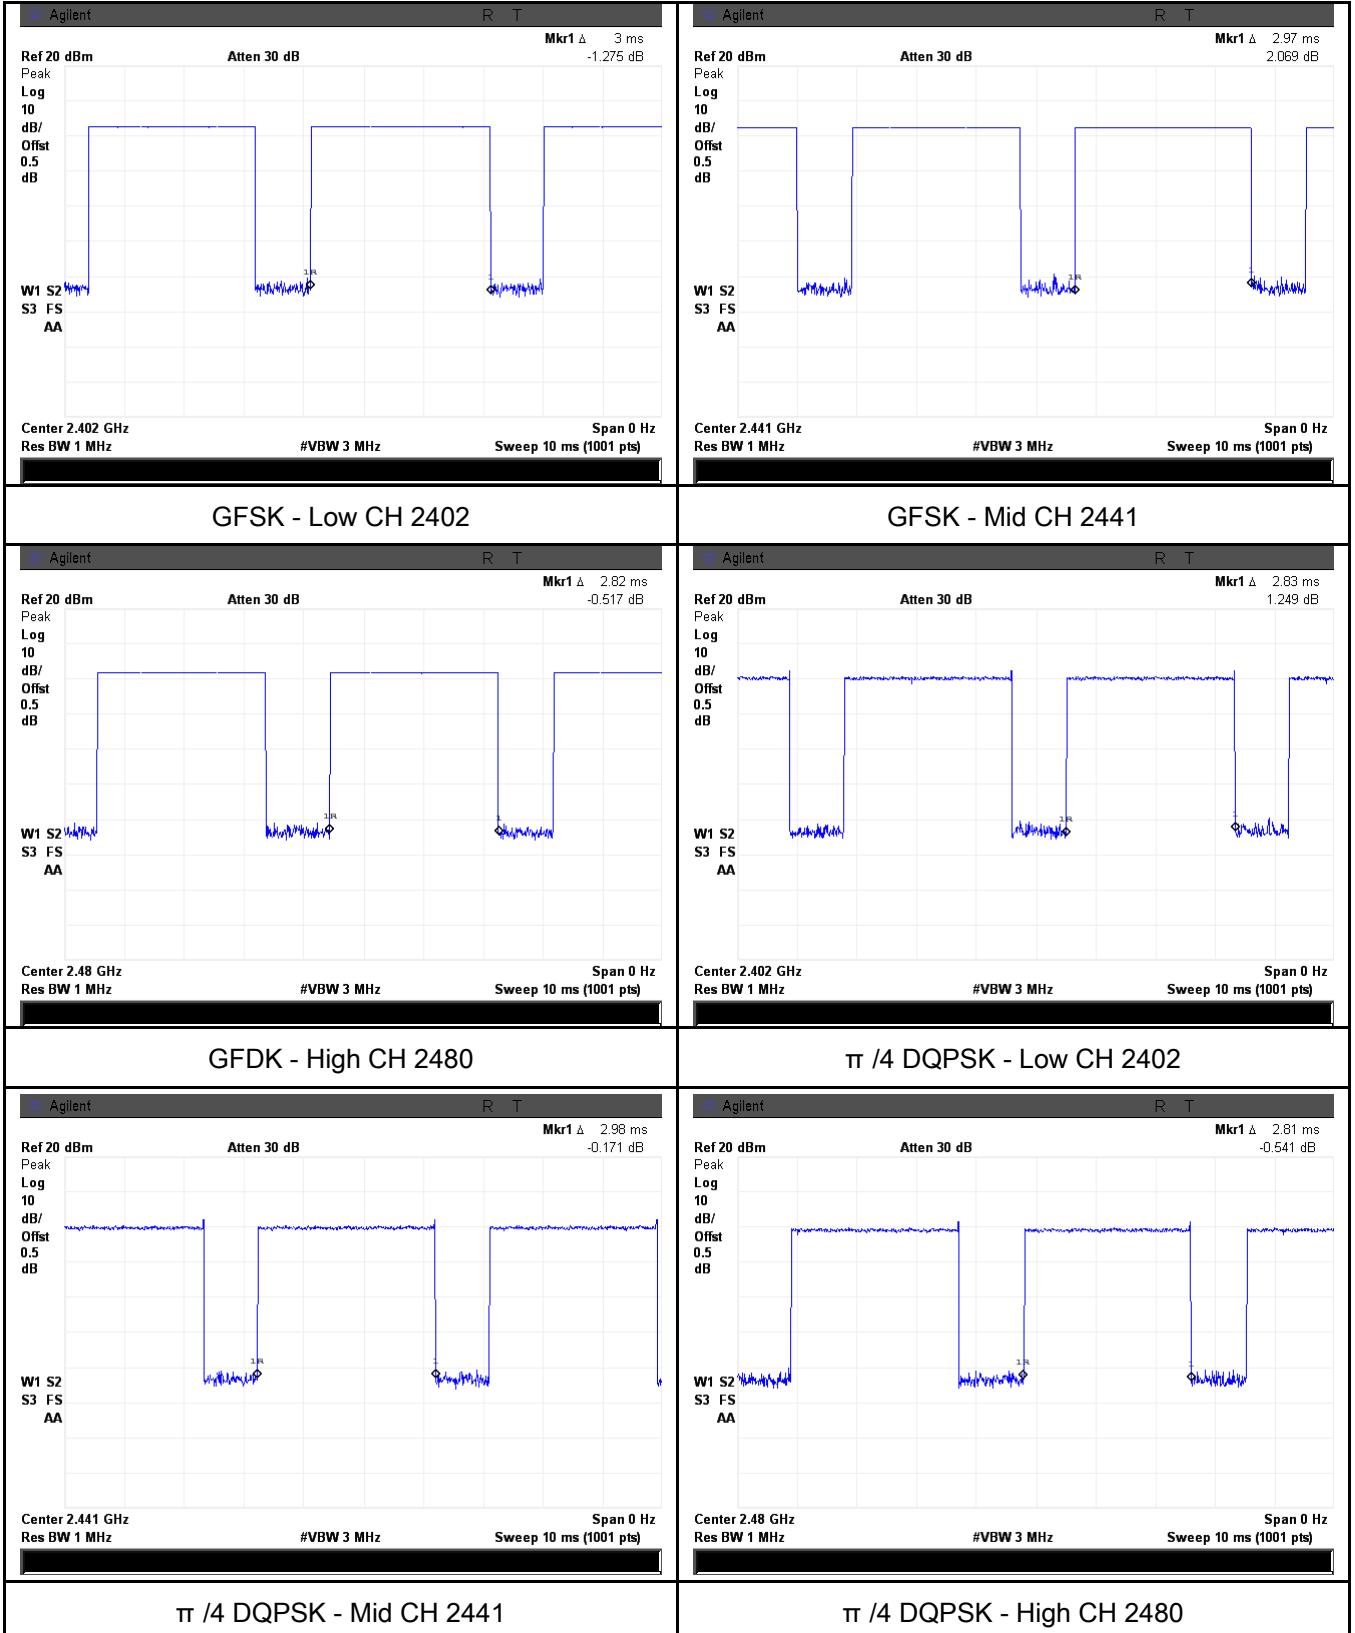 Agilent R T
Mkr1 Δ 3 ms
Ref 20 dBm Atten 30 dB -1.275 dB
Peak
Log
10
dB/
Offst
0.5
dB
1R
1
W1 S2
S3 FS
AA
Center 2.402 GHz Span 0 Hz
Res BW 1 MHz #VBW 3 MHz Sweep 10 ms (1001 pts)
GFSK - Low CH 2402
Agilent R T
Mkr1 Δ 2.97 ms
Ref 20 dBm Atten 30 dB 2.069 dB
Peak
Log
10
dB/
Offst
0.5
dB
1R
1
W1 S2
S3 FS
AA
Center 2.441 GHz Span 0 Hz
Res BW 1 MHz #VBW 3 MHz Sweep 10 ms (1001 pts)
GFSK - Mid CH 2441
Agilent R T
Mkr1 Δ 2.82 ms
Ref 20 dBm Atten 30 dB -0.517 dB
Peak
Log
10
dB/
Offst
0.5
dB
1R
1
W1 S2
S3 FS
AA
Center 2.48 GHz Span 0 Hz
Res BW 1 MHz #VBW 3 MHz Sweep 10 ms (1001 pts)
GFDK - High CH 2480
Agilent R T
Mkr1 Δ 2.83 ms
Ref 20 dBm Atten 30 dB 1.249 dB
Peak
Log
10
dB/
Offst
0.5
dB
1R
1
W1 S2
S3 FS
AA
Center 2.402 GHz Span 0 Hz
Res BW 1 MHz #VBW 3 MHz Sweep 10 ms (1001 pts)
π /4 DQPSK - Low CH 2402
Agilent R T
Mkr1 Δ 2.98 ms
Ref 20 dBm Atten 30 dB -0.171 dB
Peak
Log
10
dB/
Offst
0.5
dB
1R
1
W1 S2
S3 FS
AA
Center 2.441 GHz Span 0 Hz
Res BW 1 MHz #VBW 3 MHz Sweep 10 ms (1001 pts)
π /4 DQPSK - Mid CH 2441
Agilent R T
Mkr1 Δ 2.81 ms
Ref 20 dBm Atten 30 dB -0.541 dB
Peak
Log
10
dB/
Offst
0.5
dB
1R
1
W1 S2
S3 FS
AA
Center 2.48 GHz Span 0 Hz
Res BW 1 MHz #VBW 3 MHz Sweep 10 ms (1001 pts)
π /4 DQPSK - High CH 2480